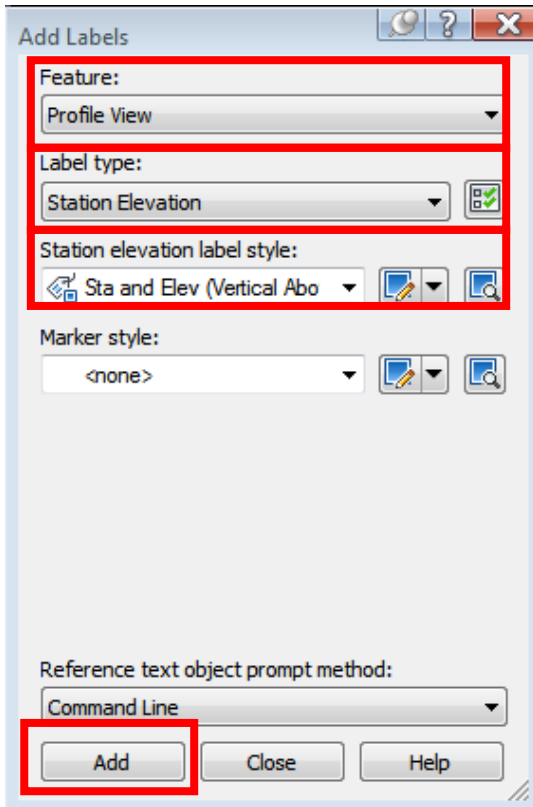 Add Labels
Feature:
Profile View
Label type:
Station Elevation
Station elevation label style:
Sta and Elev (Vertical Abo
Marker style:
<none>
Reference text object prompt method:
Command Line
Add Close Help